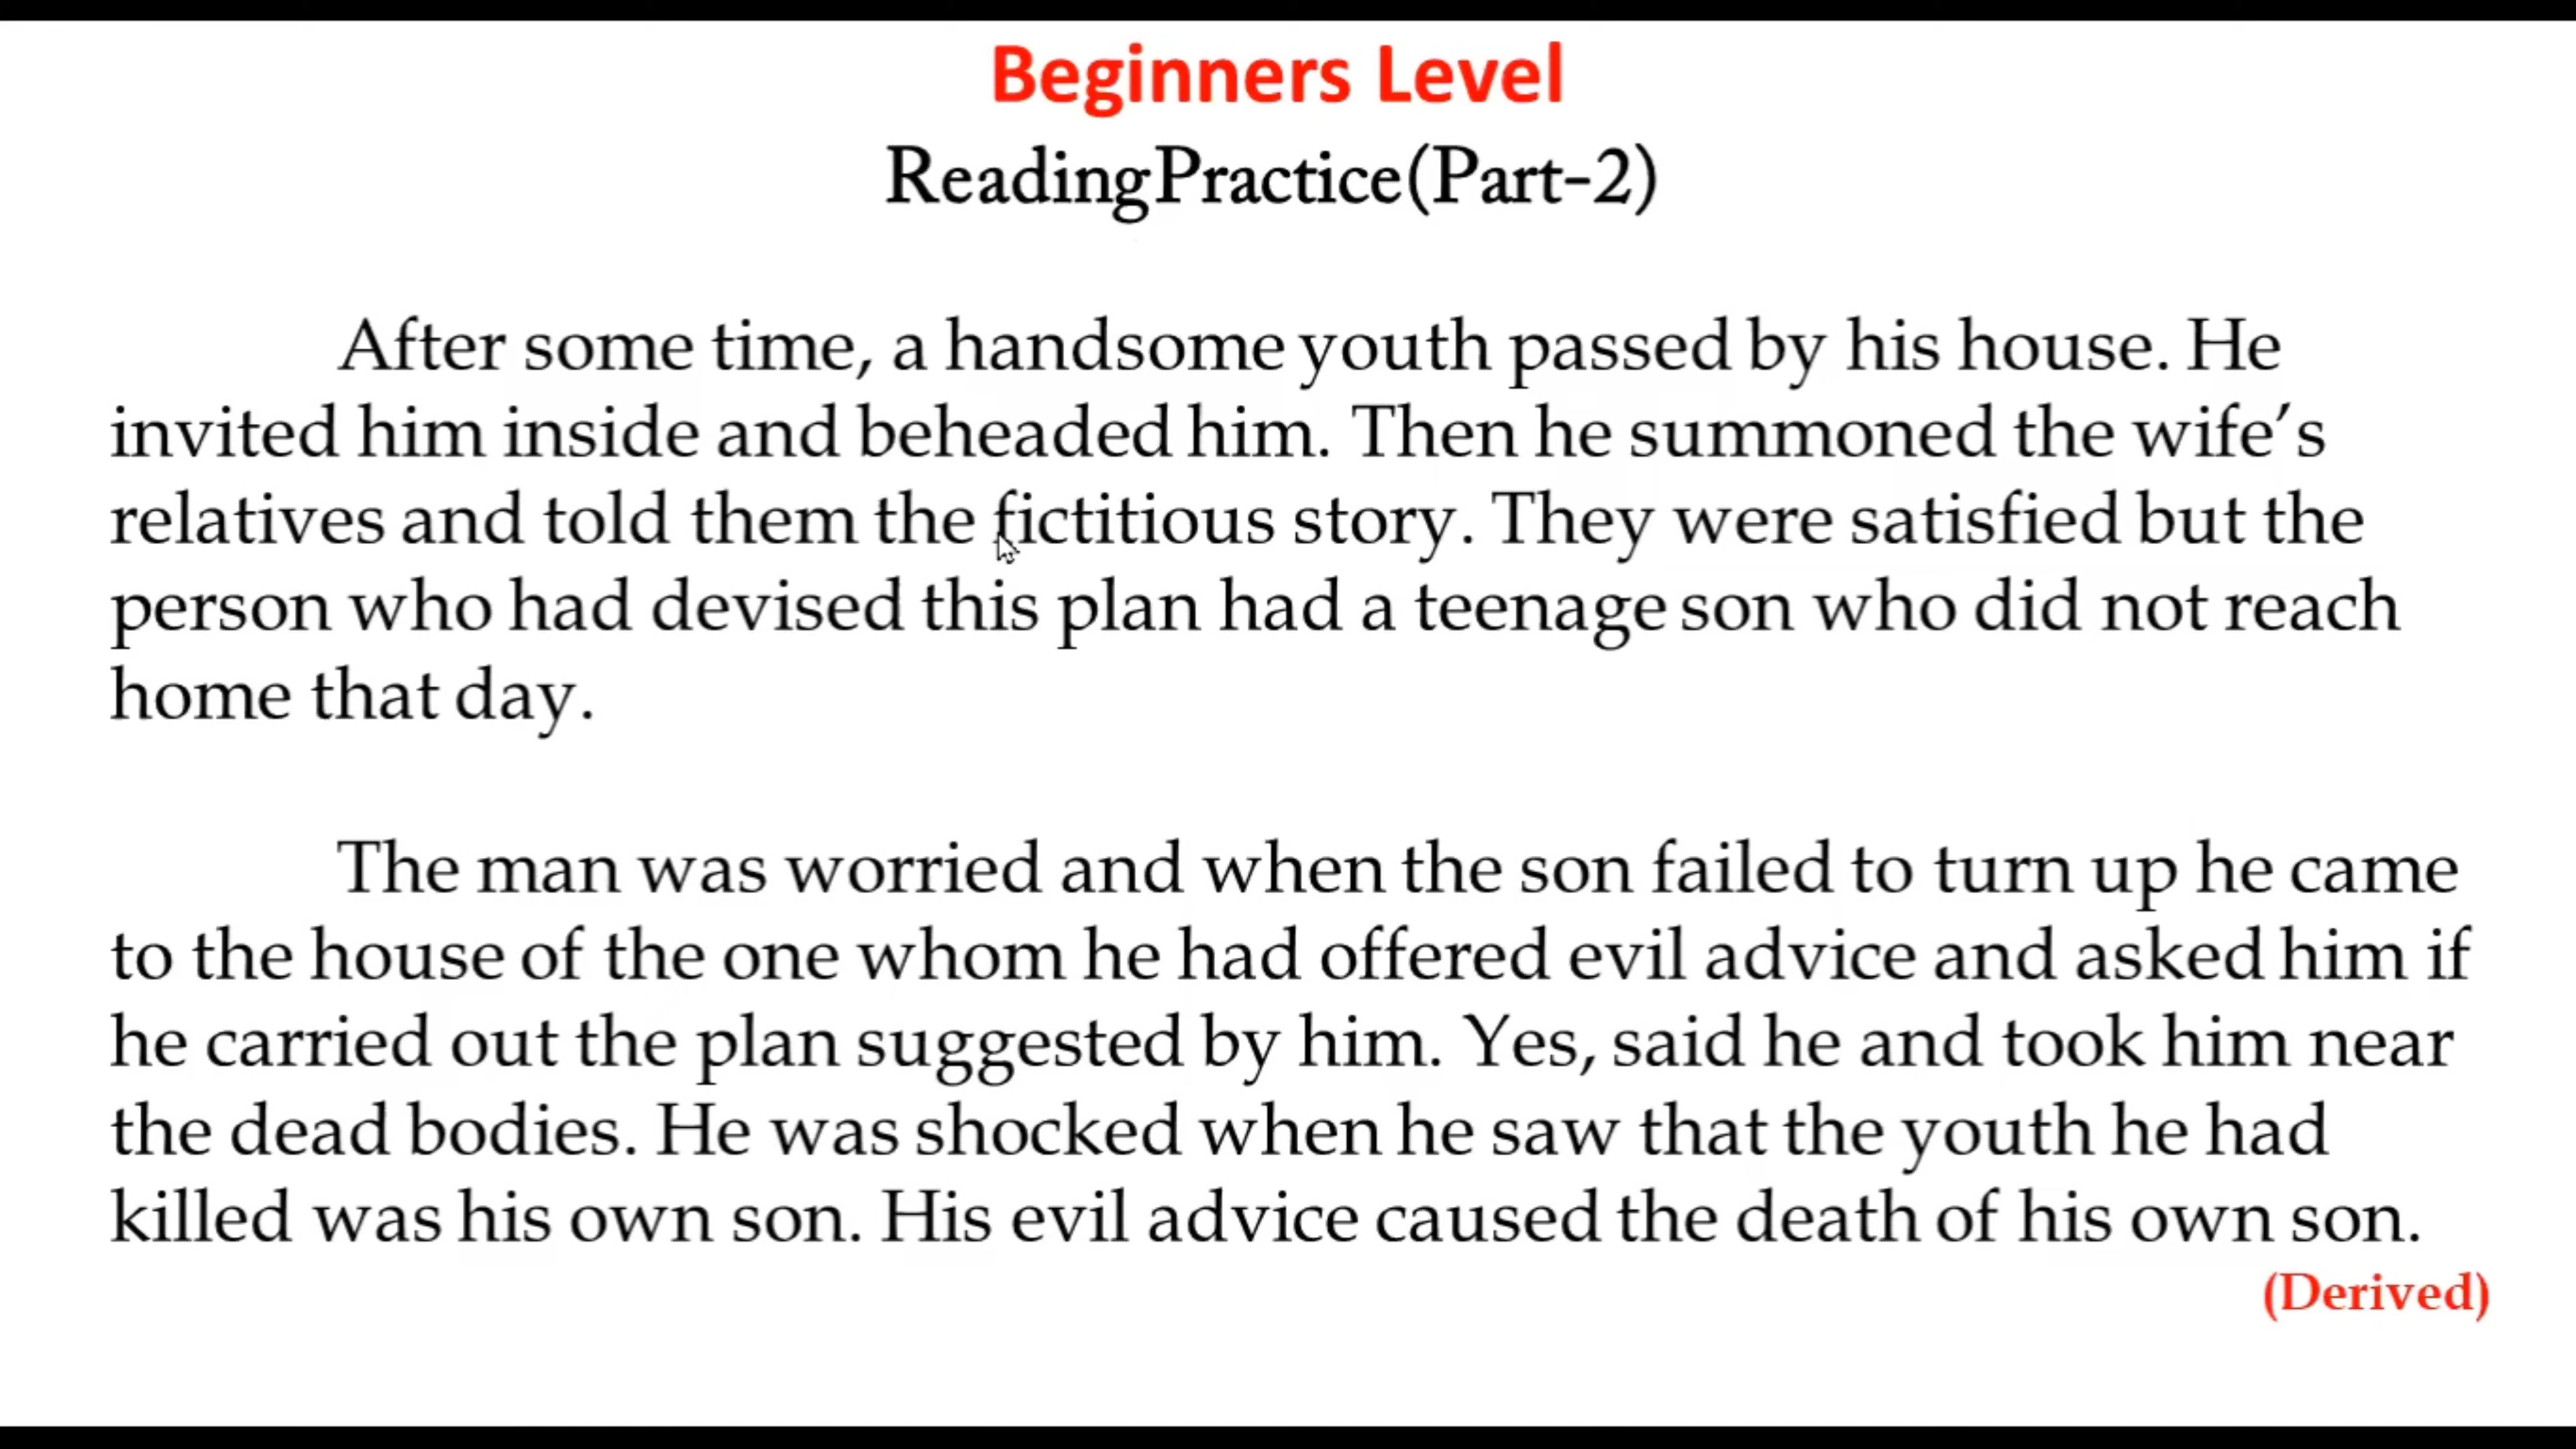 Beginners Level
Reading Practice (Part-2)
After some time, a handsome youth passed by his house. He
invited him inside and beheaded him. Then he summoned the wife’s
relatives and told them the fictitious story. They were satisfied but the
person who had devised this plan had a teenage son who did not reach
home that day.
The man was worried and when the son failed to turn up he came
to the house of the one whom he had offered evil advice and asked him if
he carried out the plan suggested by him. Yes, said he and took him near
the dead bodies. He was shocked when he saw that the youth he had
killed was his own son. His evil advice caused the death of his own son.
(Derived)